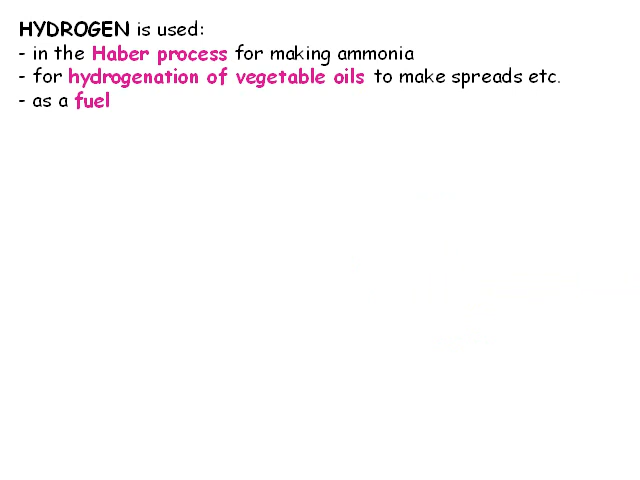 HYDROGEN is used:
- in the Haber process for making ammonia
- for hydrogenation of vegetable oils to make spreads etc.
- as a fuel